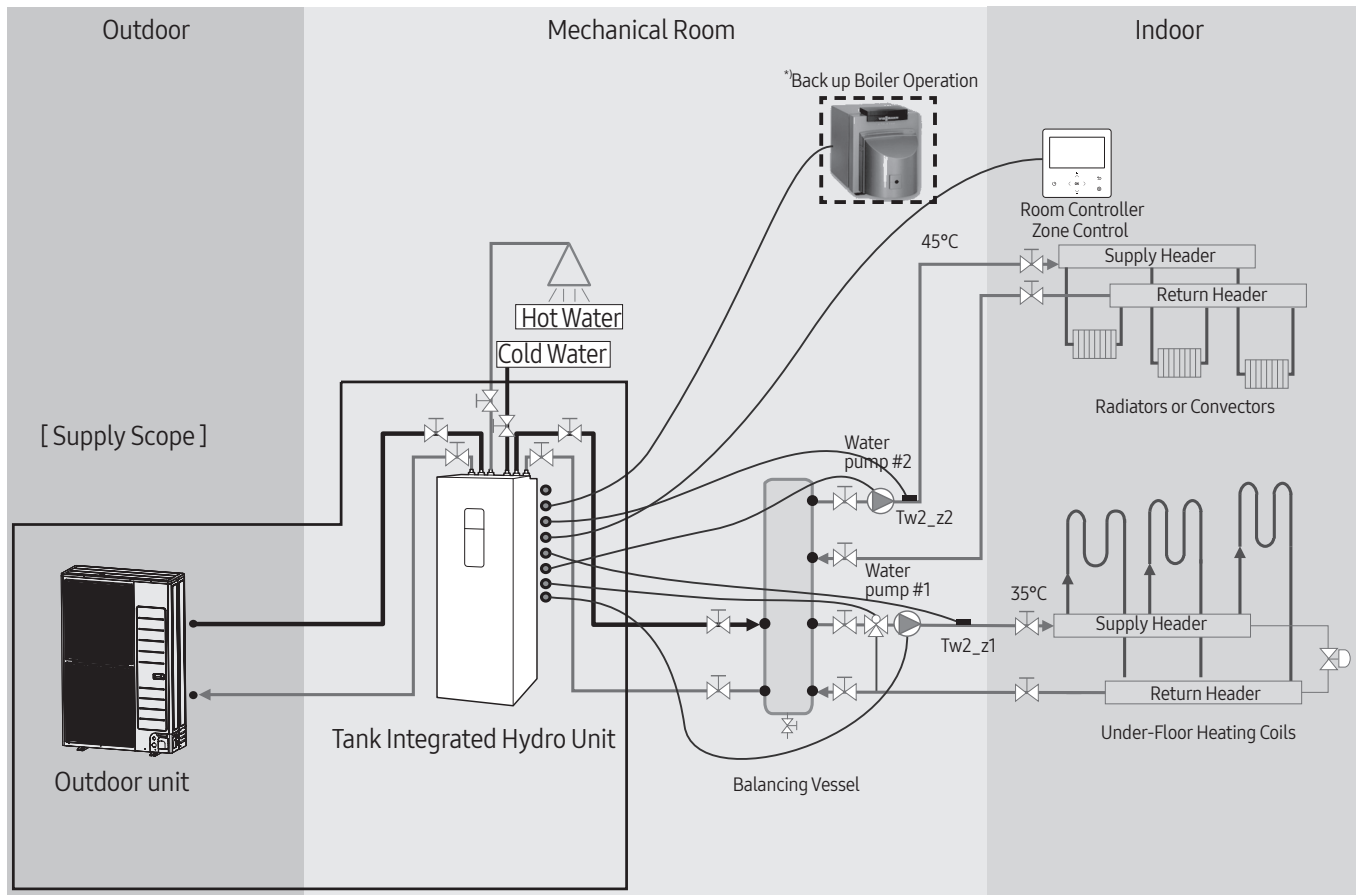 Outdoor
Mechanical Room
Indoor
*)Back up Boiler Operation
Room Controller
Zone Control
45°C
Supply Header
Return Header
Hot Water
Cold Water
Radiators or Convectors
[ Supply Scope ]
Water
pump #2
Tw2_z2
Water
pump #1
35°C
Supply Header
Tw2_z1
Return Header
Tank Integrated Hydro Unit
Under-Floor Heating Coils
Outdoor unit
Balancing Vessel